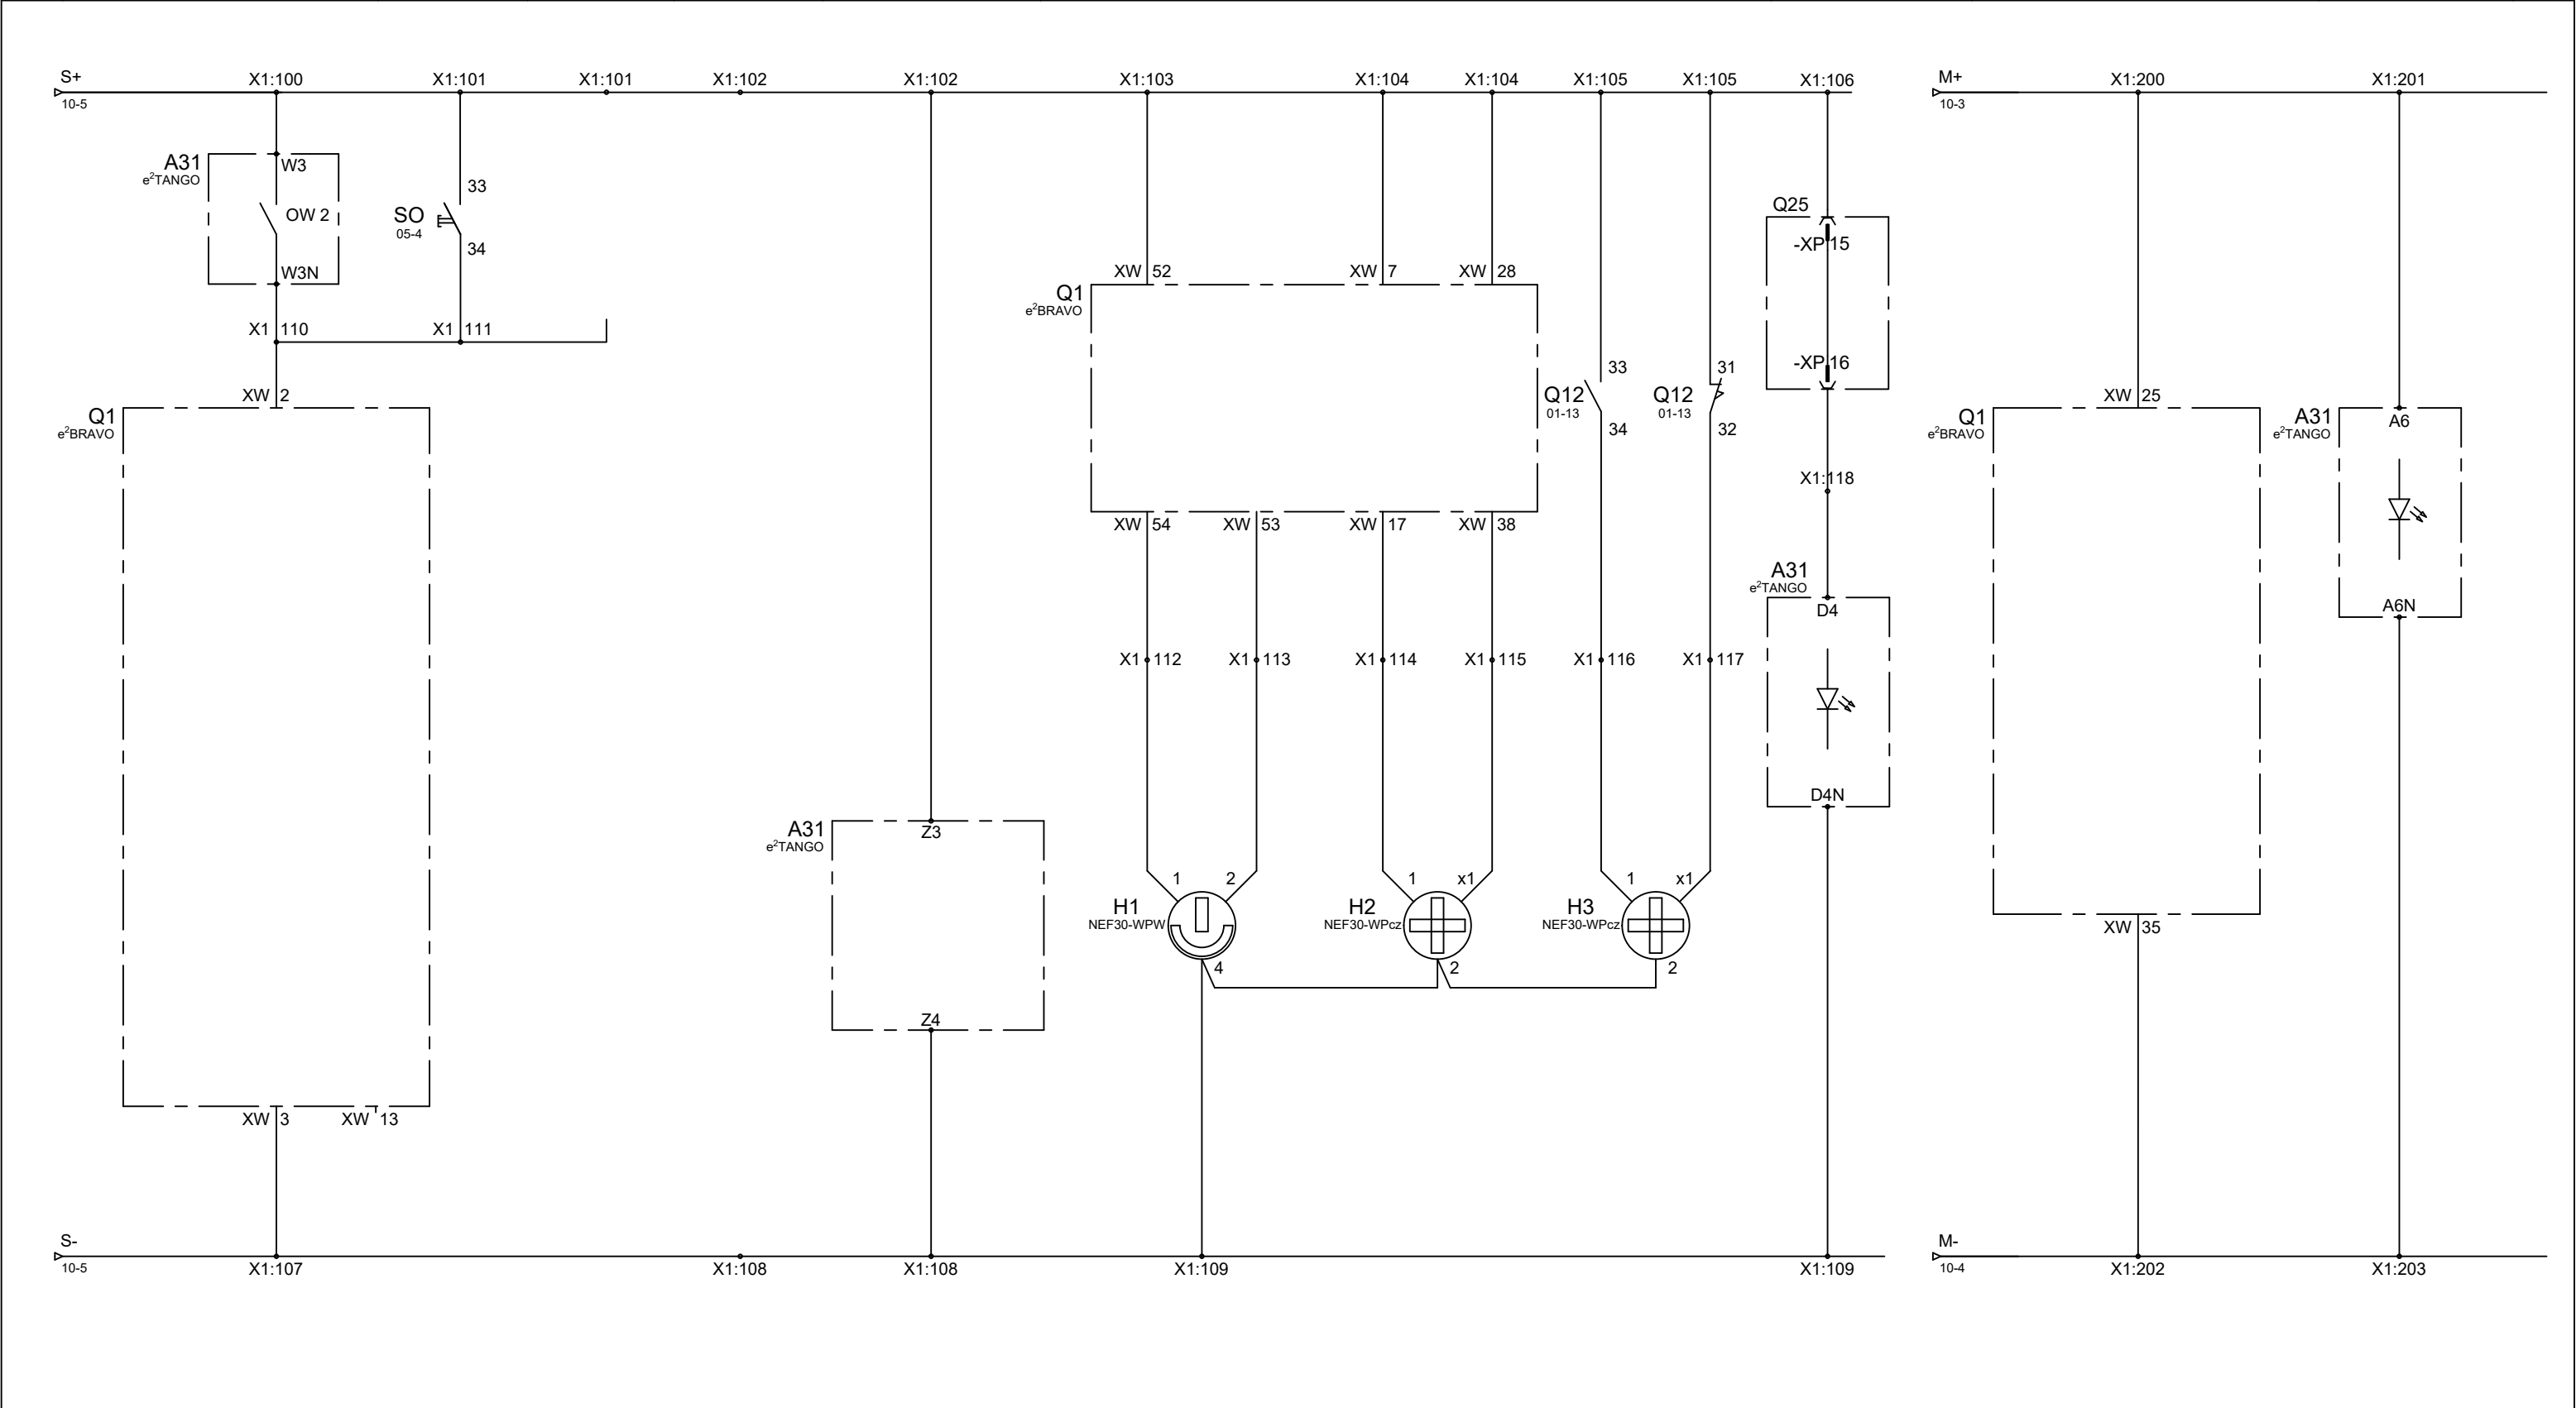 S+ X1:100 X1:101 X1:101 X1:102 X1:102 X1:103 X1:104 X1:104 X1:105 X1:105 X1:106 M+ X1:200 X1:201
10-5 10-3
A31 W3
e²TANGO
33
OW 2
SO
05-4
34
W3N
X1 110 X1 111
XW 2
Q1
e²BRAVO
XW 3 XW 13
A31
e²TANGO
Z3
Z4
XW 52 XW 7 XW 28
Q1
e²BRAVO
XW 54 XW 53 XW 17 XW 38
33 31
Q12 Q12
01-13 01-13
34 32
Q25
-XP 15
-XP 16
X1:118
A31
e²TANGO
D4
D4N
X1 112 X1 113 X1 114 X1 115 X1 116 X1 117
1 2 1 x1 1 x1
H1 H2 H3
NEF30-WPW NEF30-WPcz NEF30-WPcz
4 2 2
XW 25
Q1
e²BRAVO
XW 35
A31
e²TANGO
A6
A6N
S- M-
10-5 X1:107 X1:108 X1:108 X1:109 X1:109 10-4 X1:202 X1:203